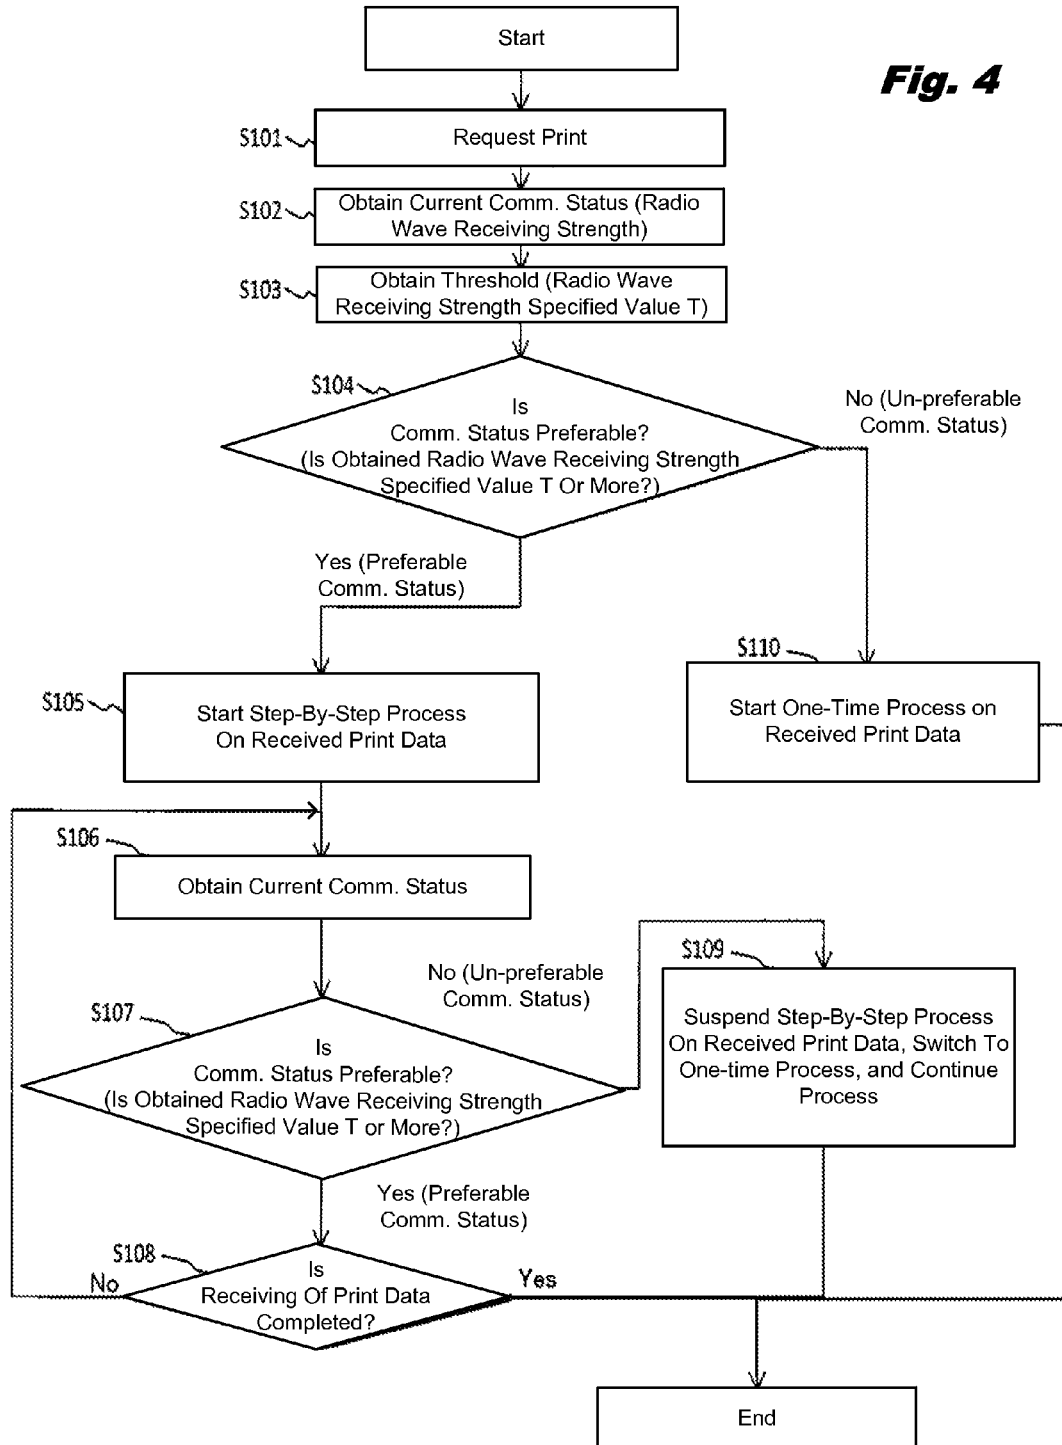 Start
Fig. 4
S101
Request Print
S102
Obtain Current Comm. Status (Radio
Wave Receiving Strength)
S103
Obtain Threshold (Radio Wave
Receiving Strength Specified Value T)
S104
Is
Comm. Status Preferable?
(Is Obtained Radio Wave Receiving Strength
Specified Value T Or More?)
No (Un-preferable
Comm. Status)
Yes (Preferable
Comm. Status)
S105
Start Step-By-Step Process
On Received Print Data
S110
Start One-Time Process on
Received Print Data
S106
Obtain Current Comm. Status
S107
Is
Comm. Status Preferable?
(Is Obtained Radio Wave Receiving Strength
Specified Value T or More?)
No (Un-preferable
Comm. Status)
S109
Suspend Step-By-Step Process
On Received Print Data, Switch To
One-time Process, and Continue
Process
Yes (Preferable
Comm. Status)
S108
Is
Receiving Of Print Data
Completed?
No
Yes
End